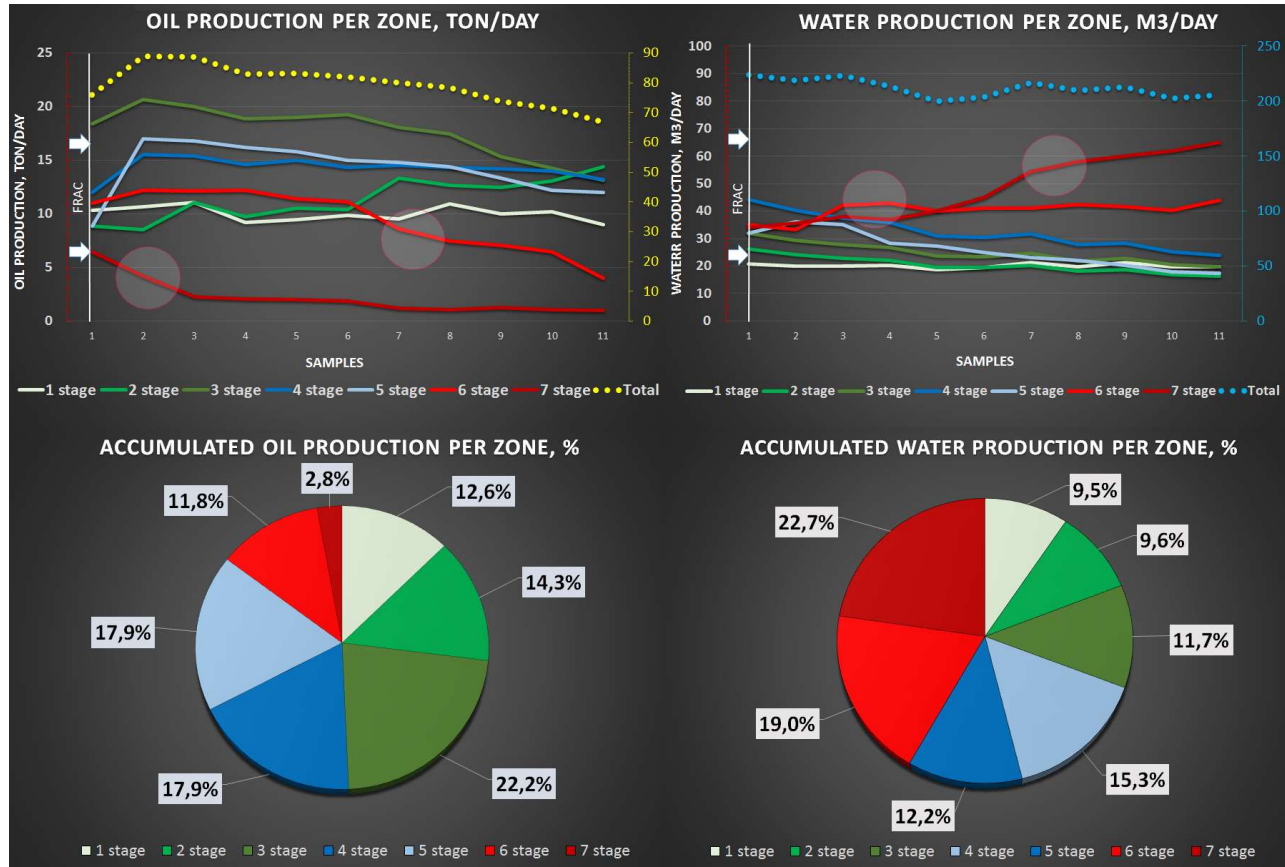 OIL PRODUCTION PER ZONE, TON/DAY
25
20
15
10
5
0
OIL PRODUCTION, TON/DAY
FRAC
90
80
70
60
50
40
30
20
10
0
1 2 3 4 5 6 7 8 9 10 11
SAMPLES
1 stage 2 stage 3 stage 4 stage 5 stage 6 stage 7 stage Total
WATER PRODUCTION PER ZONE, M3/DAY
100
90
80
70
60
50
40
30
20
10
0
WATER PRODUCTION, M3/DAY
FRAC
250
200
150
100
50
0
1 2 3 4 5 6 7 8 9 10 11
SAMPLES
1 stage 2 stage 3 stage 4 stage 5 stage 6 stage 7 stage Total
ACCUMULATED OIL PRODUCTION PER ZONE, %
2,8%
11,8%
12,6%
14,3%
17,9%
17,9%
22,2%
1 stage 2 stage 3 stage 4 stage 5 stage 6 stage 7 stage
ACCUMULATED WATER PRODUCTION PER ZONE, %
9,5%
22,7%
9,6%
11,7%
19,0%
15,3%
12,2%
1 stage 2 stage 3 stage 4 stage 5 stage 6 stage 7 stage